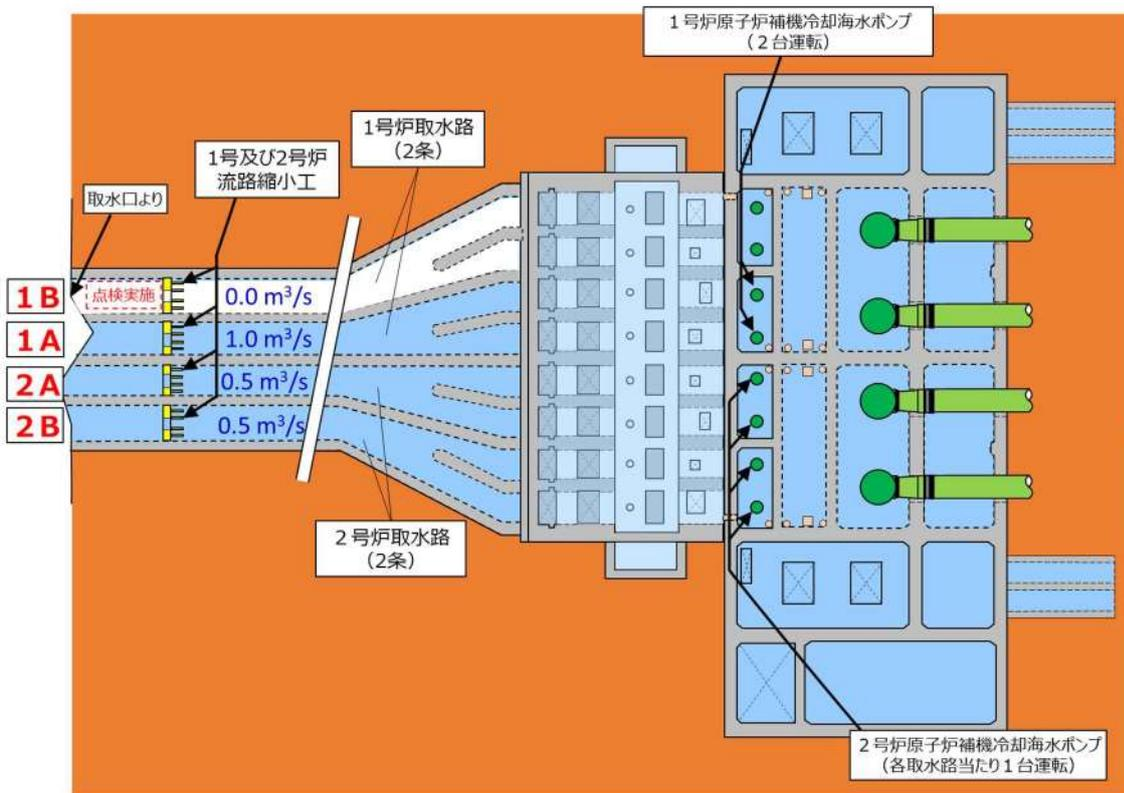 1号炉原子炉補機冷却海水ポンプ
(2台運転)
1号炉取水路
(2条)
1号及び2号炉
流路縮小工
取水口より
1B
点検実施
0.0 m³/s
1A
1.0 m³/s
2A
0.5 m³/s
2B
0.5 m³/s
2号炉取水路
(2条)
2号炉原子炉補機冷却海水ポンプ
(各取水路当たり1台運転)